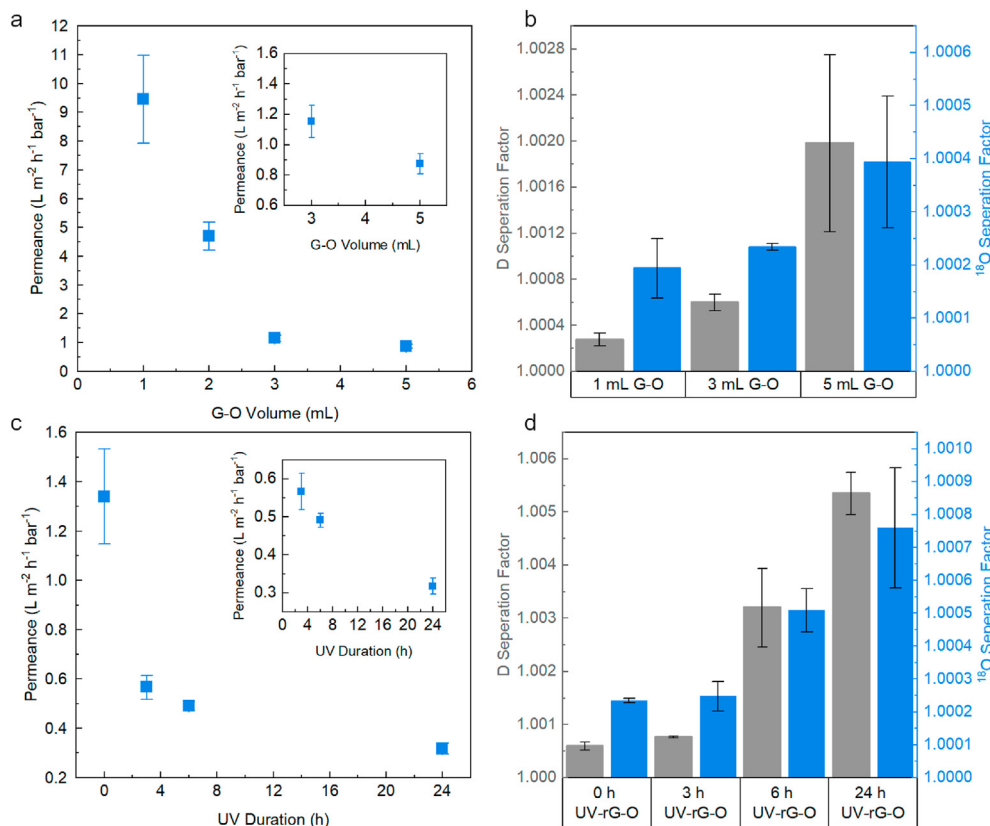 a
Permeance (L m⁻² h⁻¹ bar⁻¹)
12
11
10
9
8
7
6
5
4
3
2
1
0
0 1 2 3 4 5 6
G-O Volume (mL)
Permeance (L m⁻² h⁻¹ bar⁻¹)
1.6
1.4
1.2
1.0
0.8
0.6
3 4 5
G-O Volume (mL)
b
D Seperation Factor
1.0028
1.0024
1.0020
1.0016
1.0012
1.0008
1.0004
1.0000
1 mL G-O 3 mL G-O 5 mL G-O
1.0006
1.0005
1.0004
1.0003
1.0002
1.0001
1.0000
¹⁸O Seperation Factor
c
Permeance (L m⁻² h⁻¹ bar⁻¹)
1.6
1.4
1.2
1.0
0.8
0.6
0.4
0.2
0 4 8 12 16 20 24
UV Duration (h)
Permeance (L m⁻² h⁻¹ bar⁻¹)
0.6
0.5
0.4
0.3
0 4 8 12 16 20 24
UV Duration (h)
d
D Seperation Factor
1.006
1.005
1.004
1.003
1.002
1.001
1.000
0 h 3 h 6 h 24 h
UV-rG-O UV-rG-O UV-rG-O UV-rG-O
1.0010
1.0009
1.0008
1.0007
1.0006
1.0005
1.0004
1.0003
1.0002
1.0001
1.0000
¹⁸O Seperation Factor